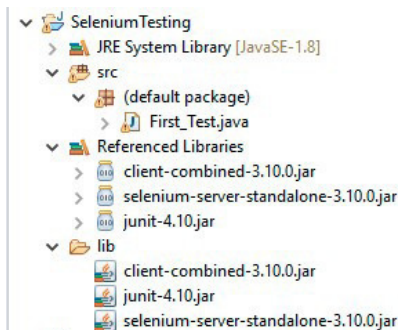 SeleniumTesting
JRE System Library [JavaSE-1.8]
src
(default package)
First_Test.java
Referenced Libraries
client-combined-3.10.0.jar
selenium-server-standalone-3.10.0.jar
junit-4.10.jar
lib
client-combined-3.10.0.jar
junit-4.10.jar
selenium-server-standalone-3.10.0.jar